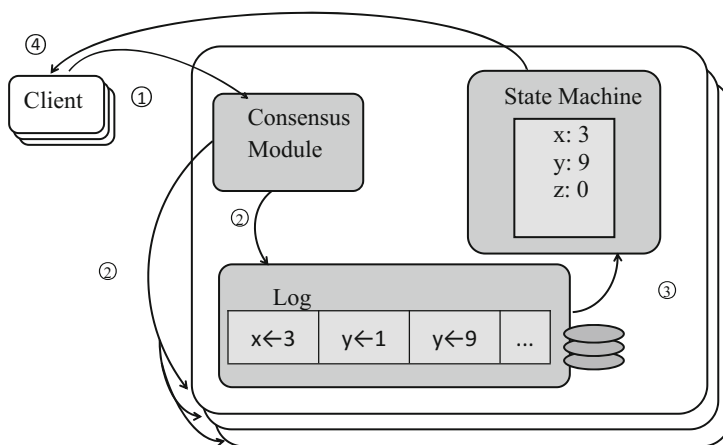 ④
Client
①
Consensus
Module
State Machine
x: 3
y: 9
z: 0
②
②
③
Log
x←3 y←1 y←9 ...